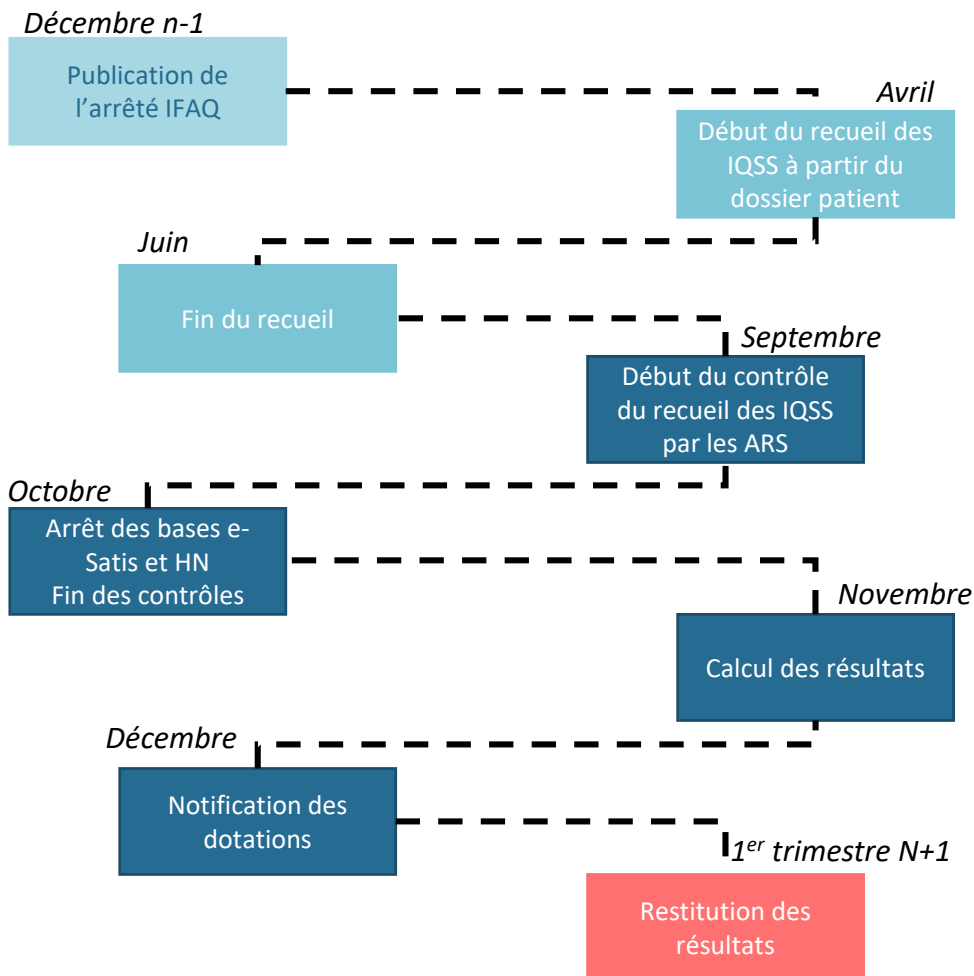 Décembre n-1
Publication de
l'arrêté IFAQ
Avril
Début du recueil des
IQSS à partir du
dossier patient
Juin
Fin du recueil
Septembre
Début du contrôle
du recueil des IQSS
par les ARS
Octobre
Arrêt des bases e-
Satis et HN
Fin des contrôles
Novembre
Calcul des résultats
Décembre
Notification des
dotations
1er trimestre N+1
Restitution des
résultats